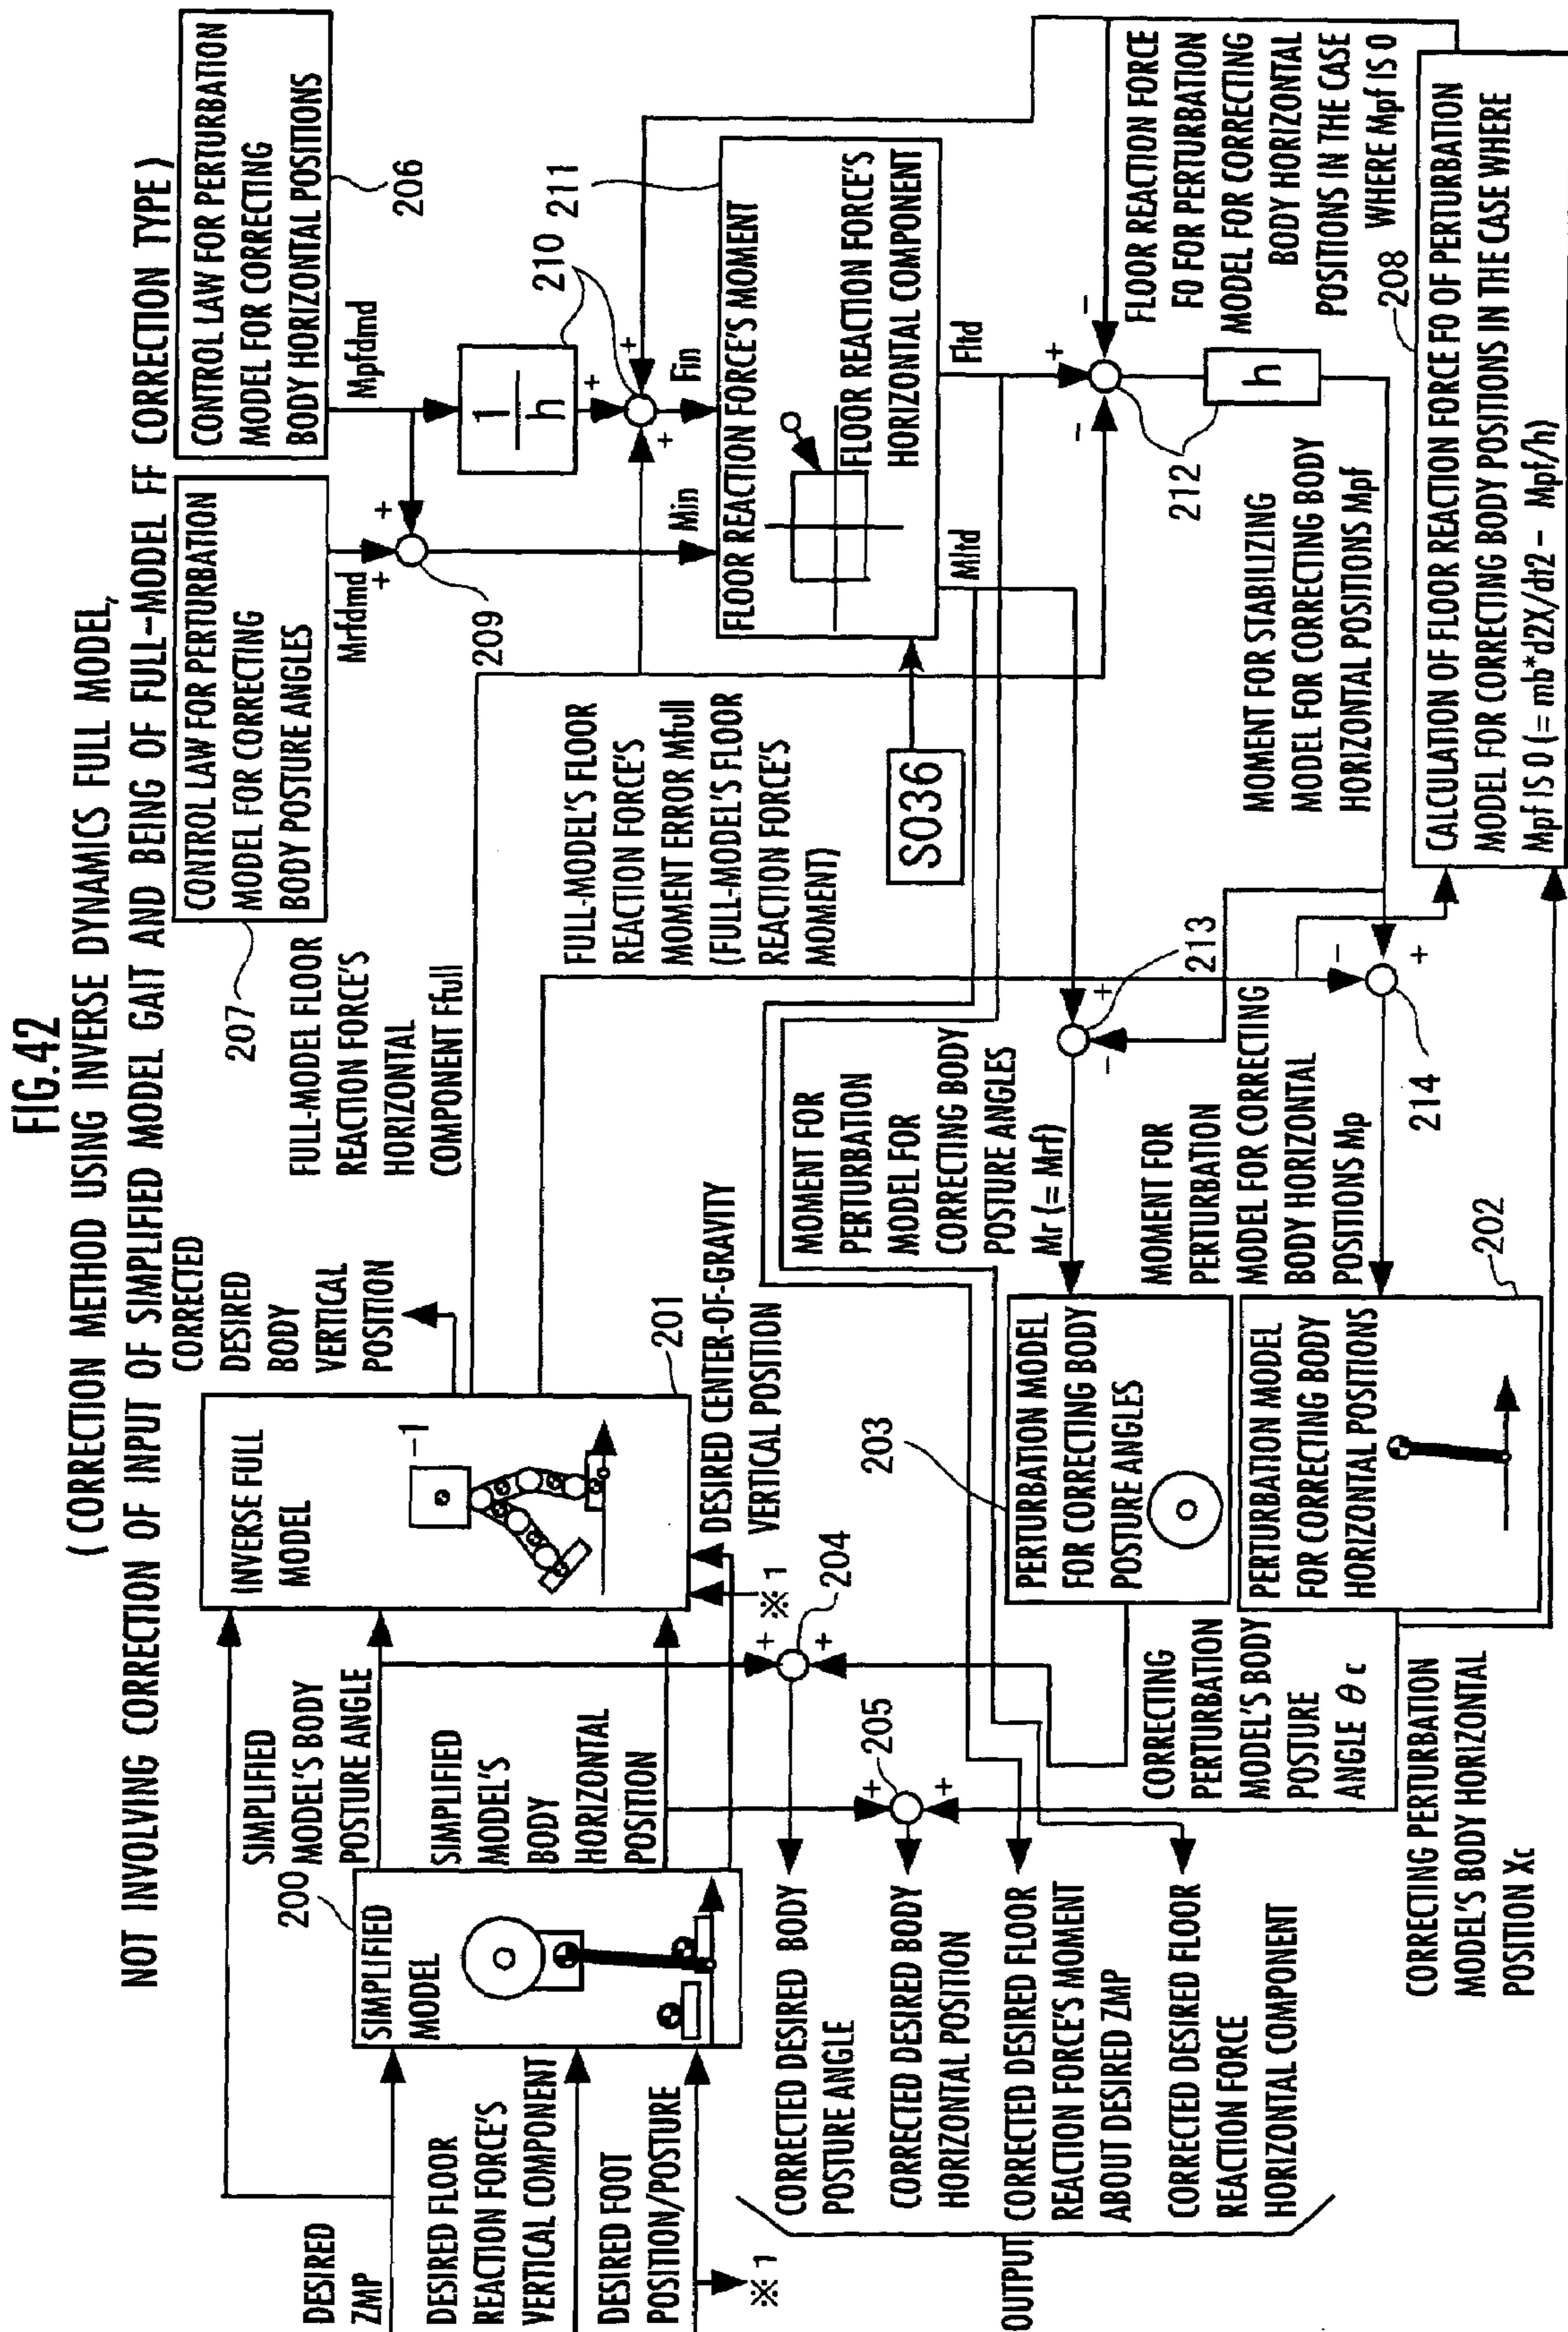 FIG.42
( CORRECTION METHOD USING INVERSE DYNAMICS FULL MODEL,
NOT INVOLVING CORRECTION OF INPUT OF SIMPLIFIED MODEL GAIT AND BEING OF FULL-MODEL FF CORRECTION TYPE )
DESIRED
ZMP
DESIRED FLOOR
REACTION FORCE'S
VERTICAL COMPONENT
DESIRED FOOT
POSITION/POSTURE
※1
200
SIMPLIFIED
MODEL
SIMPLIFIED
MODEL'S BODY
POSTURE ANGLE
SIMPLIFIED
MODEL'S
BODY
HORIZONTAL
POSITION
INVERSE FULL
MODEL
-1
201
※1
DESIRED CENTER-OF-GRAVITY
VERTICAL POSITION
CORRECTED
DESIRED
BODY
VERTICAL
POSITION
FULL-MODEL FLOOR
REACTION FORCE'S
HORIZONTAL
COMPONENT Ffull
207
CONTROL LAW FOR PERTURBATION
MODEL FOR CORRECTING
BODY POSTURE ANGLES
Mrfdmd
CONTROL LAW FOR PERTURBATION
MODEL FOR CORRECTING
BODY HORIZONTAL POSITIONS
206
Mpfdmd
+
+
209
1
h
210
+
+
+
Min
Fin
211
FULL-MODEL'S FLOOR
REACTION FORCE'S
MOMENT ERROR Mfull
(FULL-MODEL'S FLOOR
REACTION FORCE'S
MOMENT)
FLOOR REACTION FORCE'S MOMENT
FLOOR REACTION FORCE'S
HORIZONTAL COMPONENT
S036
Mltd
Fltd
+
-
-
212
h
FLOOR REACTION FORCE
F0 FOR PERTURBATION
MODEL FOR CORRECTING
BODY HORIZONTAL
POSITIONS IN THE CASE
WHERE Mpf IS 0
208
MOMENT FOR STABILIZING
MODEL FOR CORRECTING BODY
HORIZONTAL POSITIONS Mpf
CALCULATION OF FLOOR REACTION FORCE F0 OF PERTURBATION
MODEL FOR CORRECTING BODY POSITIONS IN THE CASE WHERE
Mpf IS 0 (= mb*d2X/dt2 - Mpf/h)
213
+
-
-
+
214
MOMENT FOR
PERTURBATION
MODEL FOR
CORRECTING BODY
POSTURE ANGLES
Mr (= Mrf)
MOMENT FOR
PERTURBATION
MODEL FOR CORRECTING
BODY HORIZONTAL
POSITIONS Mp
203
PERTURBATION MODEL
FOR CORRECTING BODY
POSTURE ANGLES
202
PERTURBATION MODEL
FOR CORRECTING BODY
HORIZONTAL POSITIONS
204
+
+
205
+
+
CORRECTING
PERTURBATION
MODEL'S BODY
POSTURE
ANGLE θc
CORRECTING PERTURBATION
MODEL'S BODY HORIZONTAL
POSITION Xc
OUTPUT
CORRECTED DESIRED BODY
POSTURE ANGLE
CORRECTED DESIRED BODY
HORIZONTAL POSITION
CORRECTED DESIRED FLOOR
REACTION FORCE'S MOMENT
ABOUT DESIRED ZMP
CORRECTED DESIRED FLOOR
REACTION FORCE
HORIZONTAL COMPONENT